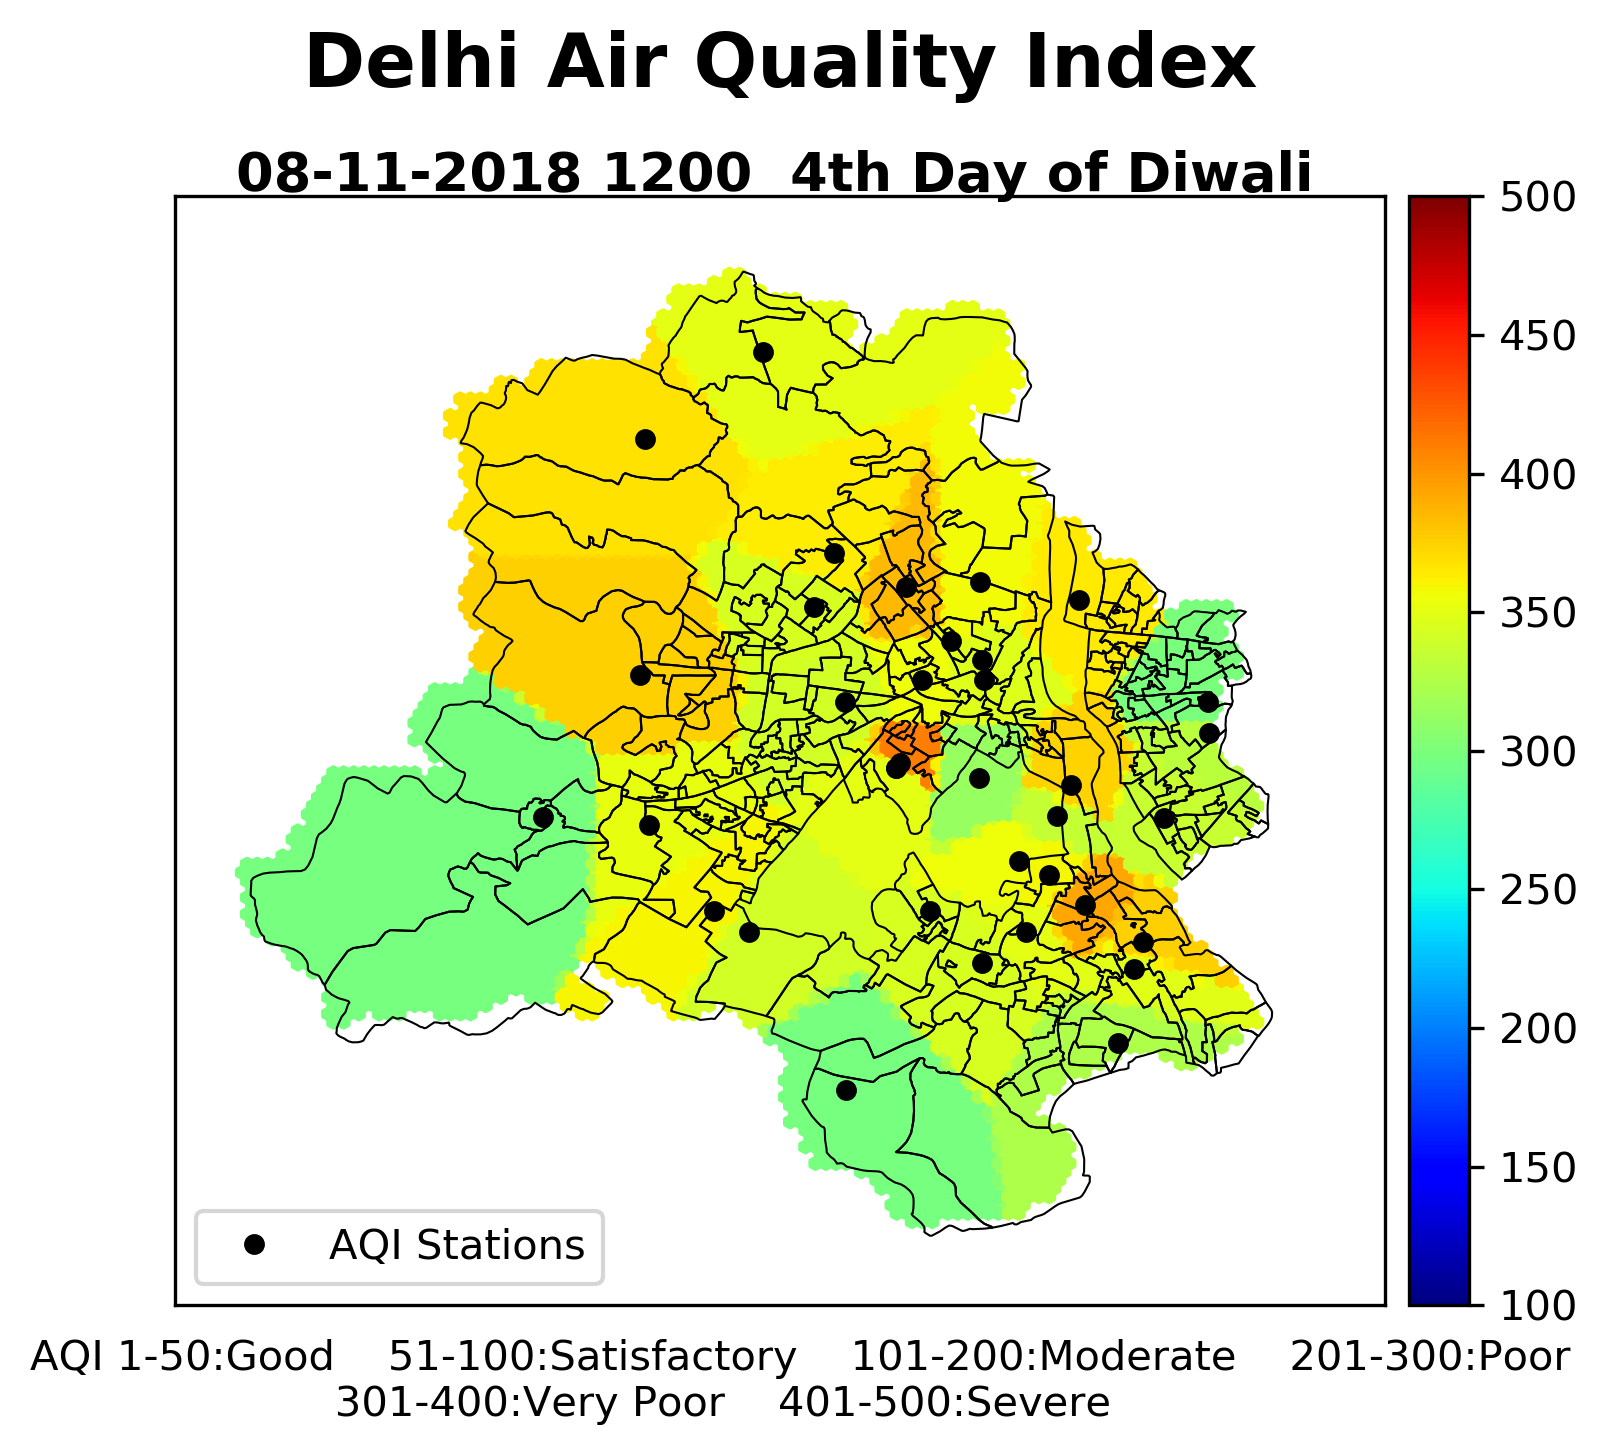 Delhi Air Quality Index
08-11-2018 1200  4th Day of Diwali
500
450
400
350
300
250
200
150
100
AQI Stations
AQI 1-50:Good    51-100:Satisfactory    101-200:Moderate    201-300:Poor
301-400:Very Poor    401-500:Severe